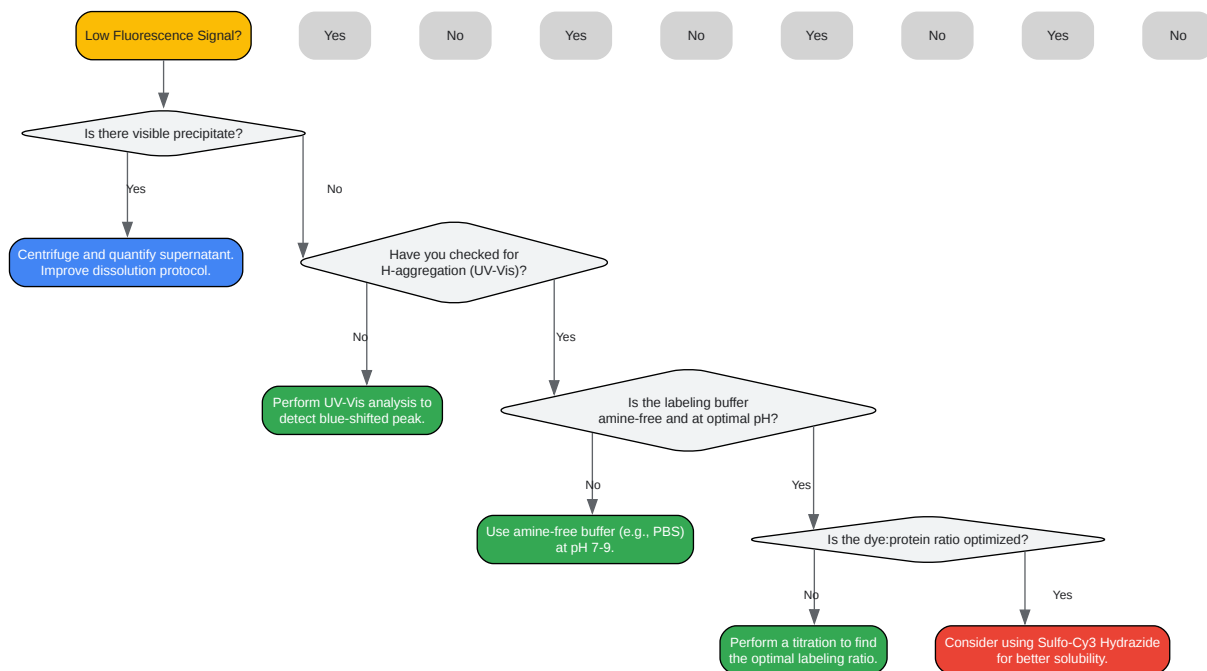 Low Fluorescence Signal?
Yes
No
Yes
No
Yes
No
Yes
No
Is there visible precipitate?
Yes
No
Centrifuge and quantify supernatant.
Improve dissolution protocol.
Have you checked for
H-aggregation (UV-Vis)?
No
Yes
Perform UV-Vis analysis to
detect blue-shifted peak.
Is the labeling buffer
amine-free and at optimal pH?
No
Yes
Use amine-free buffer (e.g., PBS)
at pH 7-9.
Is the dye:protein ratio optimized?
No
Yes
Perform a titration to find
the optimal labeling ratio.
Consider using Sulfo-Cy3 Hydrazide
for better solubility.